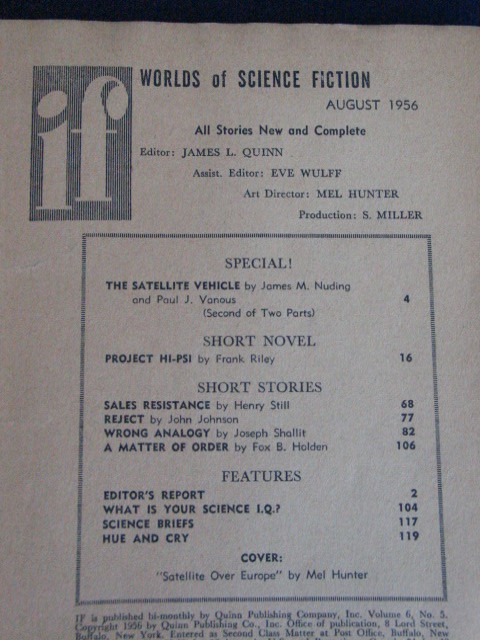 if
WORLDS of SCIENCE FICTION
AUGUST 1956
All Stories New and Complete
Editor: JAMES L. QUINN
Assist. Editor: EVE WULFF
Art Director: MEL HUNTER
Production: S. MILLER
SPECIAL!
THE SATELLITE VEHICLE by James M. Nuding
and Paul J. Vanous 4
(Second of Two Parts)
SHORT NOVEL
PROJECT HI-PSI by Frank Riley 16
SHORT STORIES
SALES RESISTANCE by Henry Still 68
REJECT by John Johnson 77
WRONG ANALOGY by Joseph Shallit 82
A MATTER OF ORDER by Fox B. Holden 106
FEATURES
EDITOR'S REPORT 2
WHAT IS YOUR SCIENCE I.Q.? 104
SCIENCE BRIEFS 117
HUE AND CRY 119
COVER:
"Satellite Over Europe" by Mel Hunter
IF is published bi-monthly by Quinn Publishing Company, Inc. Volume 6, No. 5.
Copyright 1956 by Quinn Publishing Co., Inc. Office of publication, 8 Lord Street,
Buffalo, New York. Entered as Second Class Matter at Post Office, Buffalo, New